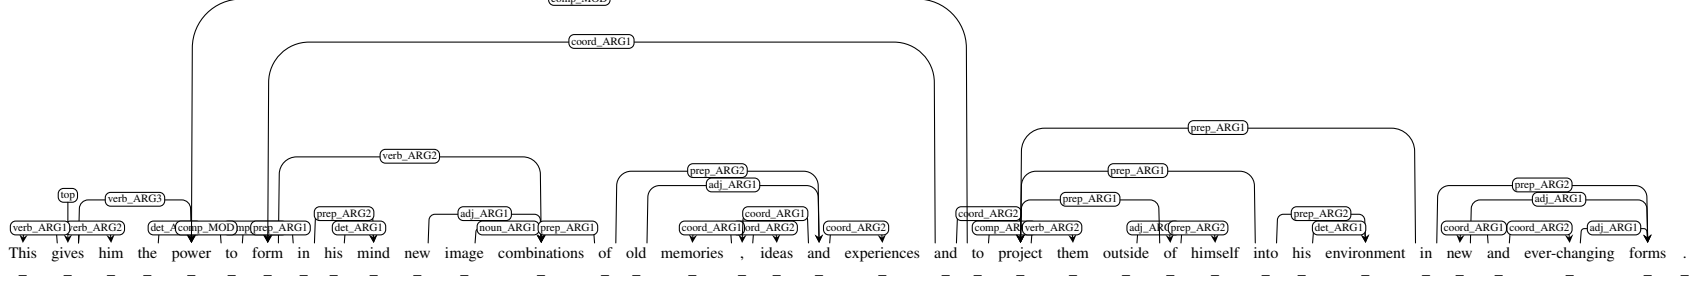 comp_MOD
coord_ARG1
prep_ARG1
verb_ARG2
prep_ARG2 prep_ARG1
adj_ARG1 prep_ARG2
top verb_ARG3 prep_ARG1 adj_ARG1
prep_ARG2 adj_ARG1 coord_ARG1 coord_ARG2 prep_ARG2
verb_ARG1 verb_ARG2 comp_MOD prep_ARG1 det_ARG1 noun_ARG1 prep_ARG1 coord_ARG1 coord_ARG2 verb_ARG2 prep_ARG2 det_ARG1 coord_ARG1 coord_ARG2 adj_ARG1
This gives him the power to form in his mind new image combinations of old memories , ideas and experiences and to project them outside of himself into his environment in new and ever-changing forms .
_ _ _ _ _ _ _ _ _ _ _ _ _ _ _ _ _ _ _ _ _ _ _ _ _ _ _ _ _ _ _ _ _ _ _